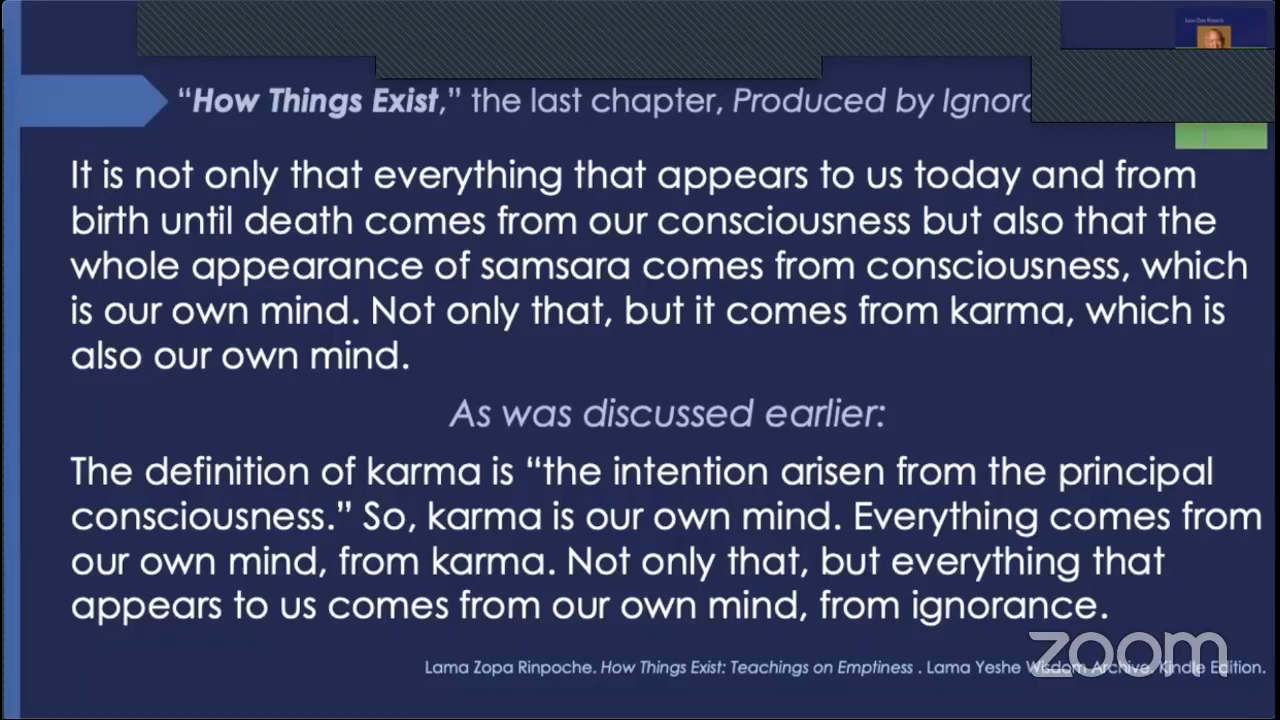 “How Things Exist,” the last chapter, Produced by
It is not only that everything that appears to us today and from
birth until death comes from our consciousness but also that the
whole appearance of samsara comes from consciousness, which
is our own mind. Not only that, but it comes from karma, which is
also our own mind.
As was discussed earlier:
The definition of karma is “the intention arisen from the principal
consciousness.” So, karma is our own mind. Everything comes from
our own mind, from karma. Not only that, but everything that
appears to us comes from our own mind, from ignorance.
zoom
Lama Zopa Rinpoche. How Things Exist: Teachings on Emptiness . Lama Yeshe Wisdom Archive. Kindle Edition.